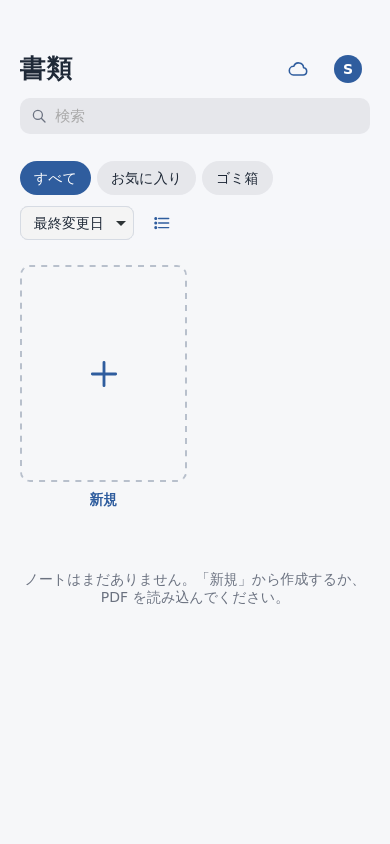 書類
S
検索
すべて
お気に入り
ゴミ箱
最終変更日
新規
ノートはまだありません。「新規」から作成するか、
PDF を読み込んでください。